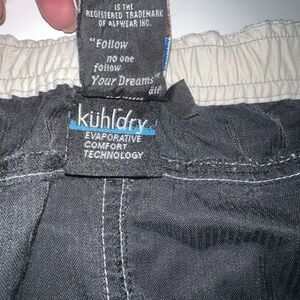 IS THE
REGISTERED TRADEMARK
OF ALFWEAR INC.
"Follow
no one
follow
Your Dreams"
kühldry
EVAPORATIVE
COMFORT
TECHNOLOGY